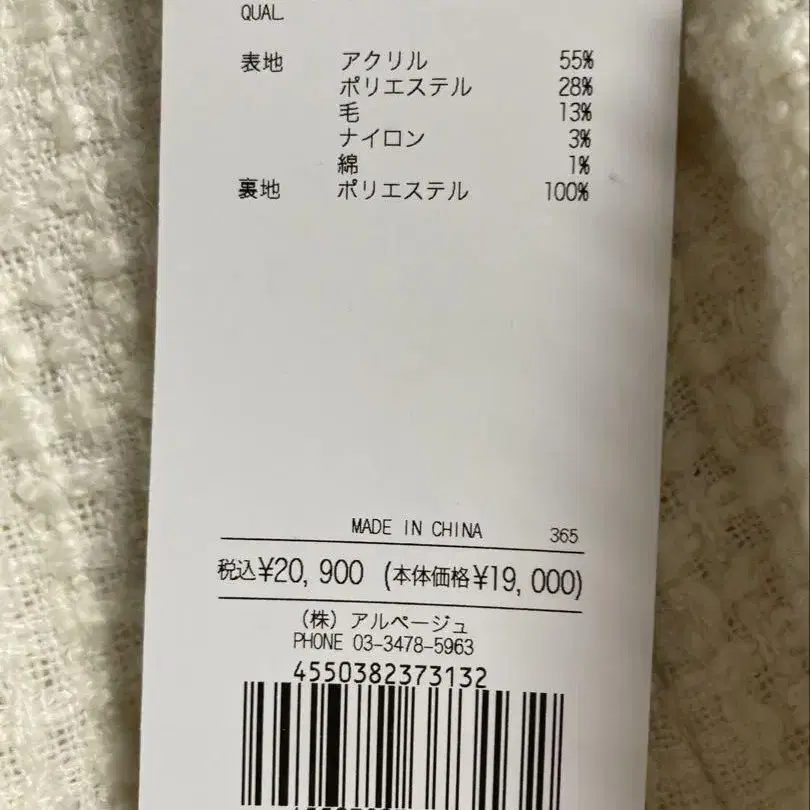 QUAL
表地 アクリル 55%
ポリエステル 28%
毛 13%
ナイロン 3%
綿 1%
裏地 ポリエステル 100%
MADE IN CHINA 365
税込¥20,900 (本体価格¥19,000)
(株) アルページュ
PHONE 03-3478-5963
4550382373132